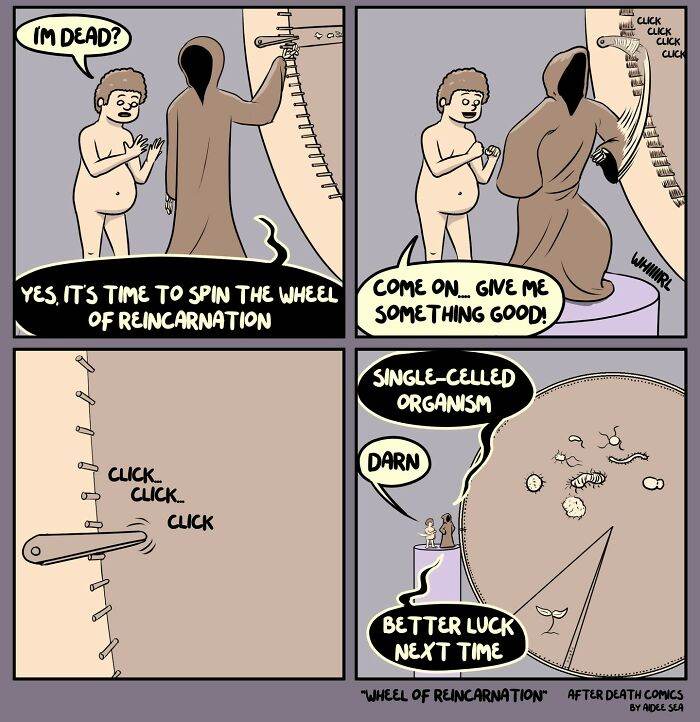 I'M DEAD?
YES, IT'S TIME TO SPIN THE WHEEL
OF REINCARNATION
CLICK
CLICK
CLICK
CLICK
WHIIIIRL
COME ON.... GIVE ME
SOMETHING GOOD!
CLICK...
CLICK...
CLICK
SINGLE-CELLED
ORGANISM
DARN
BETTER LUCK
NEXT TIME
"WHEEL OF REINCARNATION" AFTER DEATH COMICS
BY AIDEE SEA